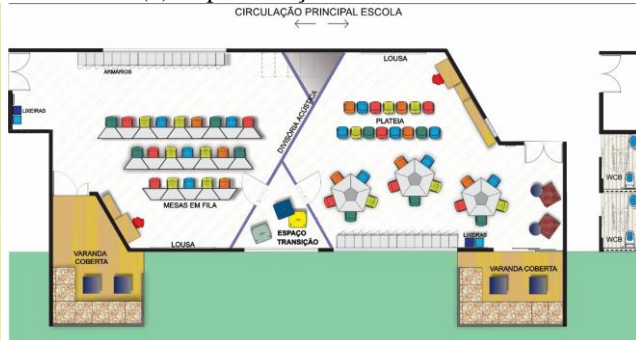 CIRCULAÇÃO PRINCIPAL ESCOLA
ARMÁRIOS
LOUSA
LIXEIRAS
DIVISÓRIA ACÚSTICA
PLATEIA
MESAS EM FILA
WCB
ESPAÇO
TRANSIÇÃO
LOUSA
LIXEIRAS
WCB
VARANDA
COBERTA
VARANDA COBERTA